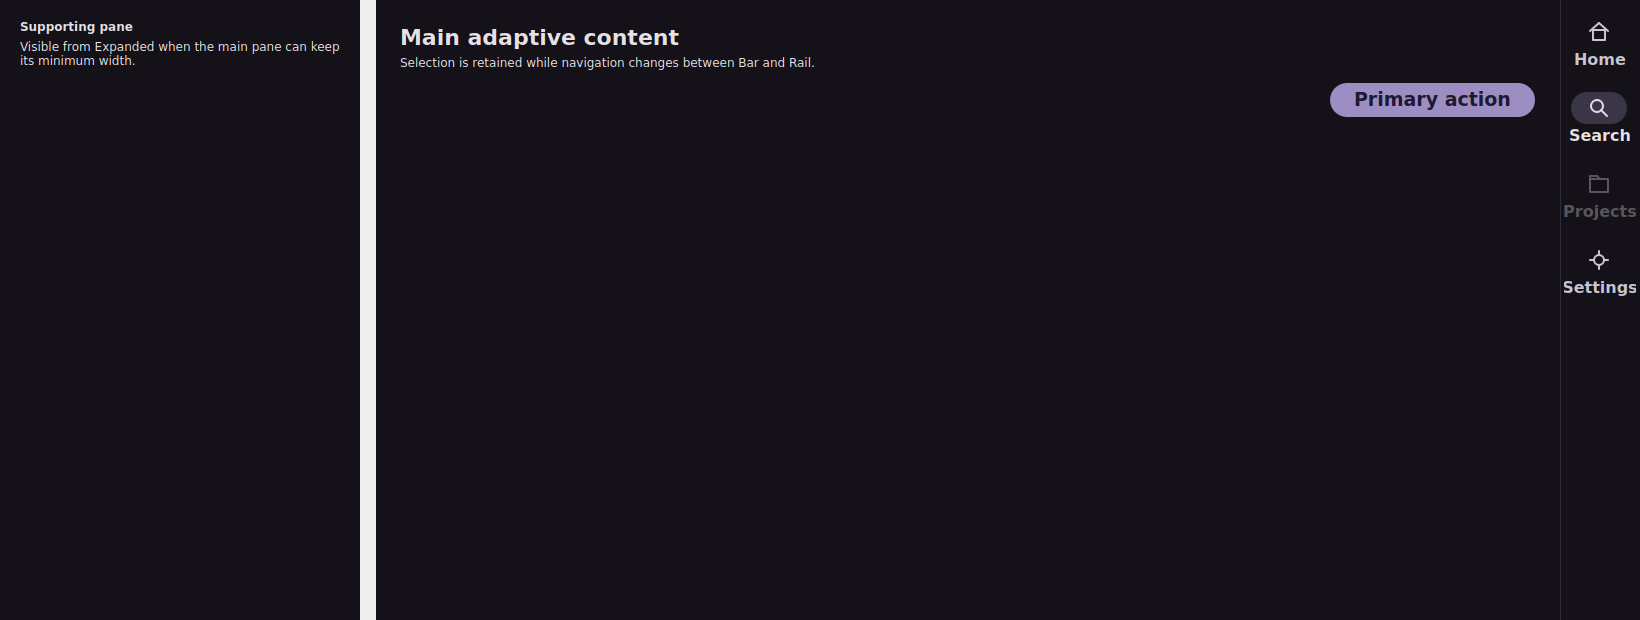 Supporting pane
Visible from Expanded when the main pane can keep
its minimum width.
Main adaptive content
Selection is retained while navigation changes between Bar and Rail.
Primary action
Home
Search
Projects
Settings